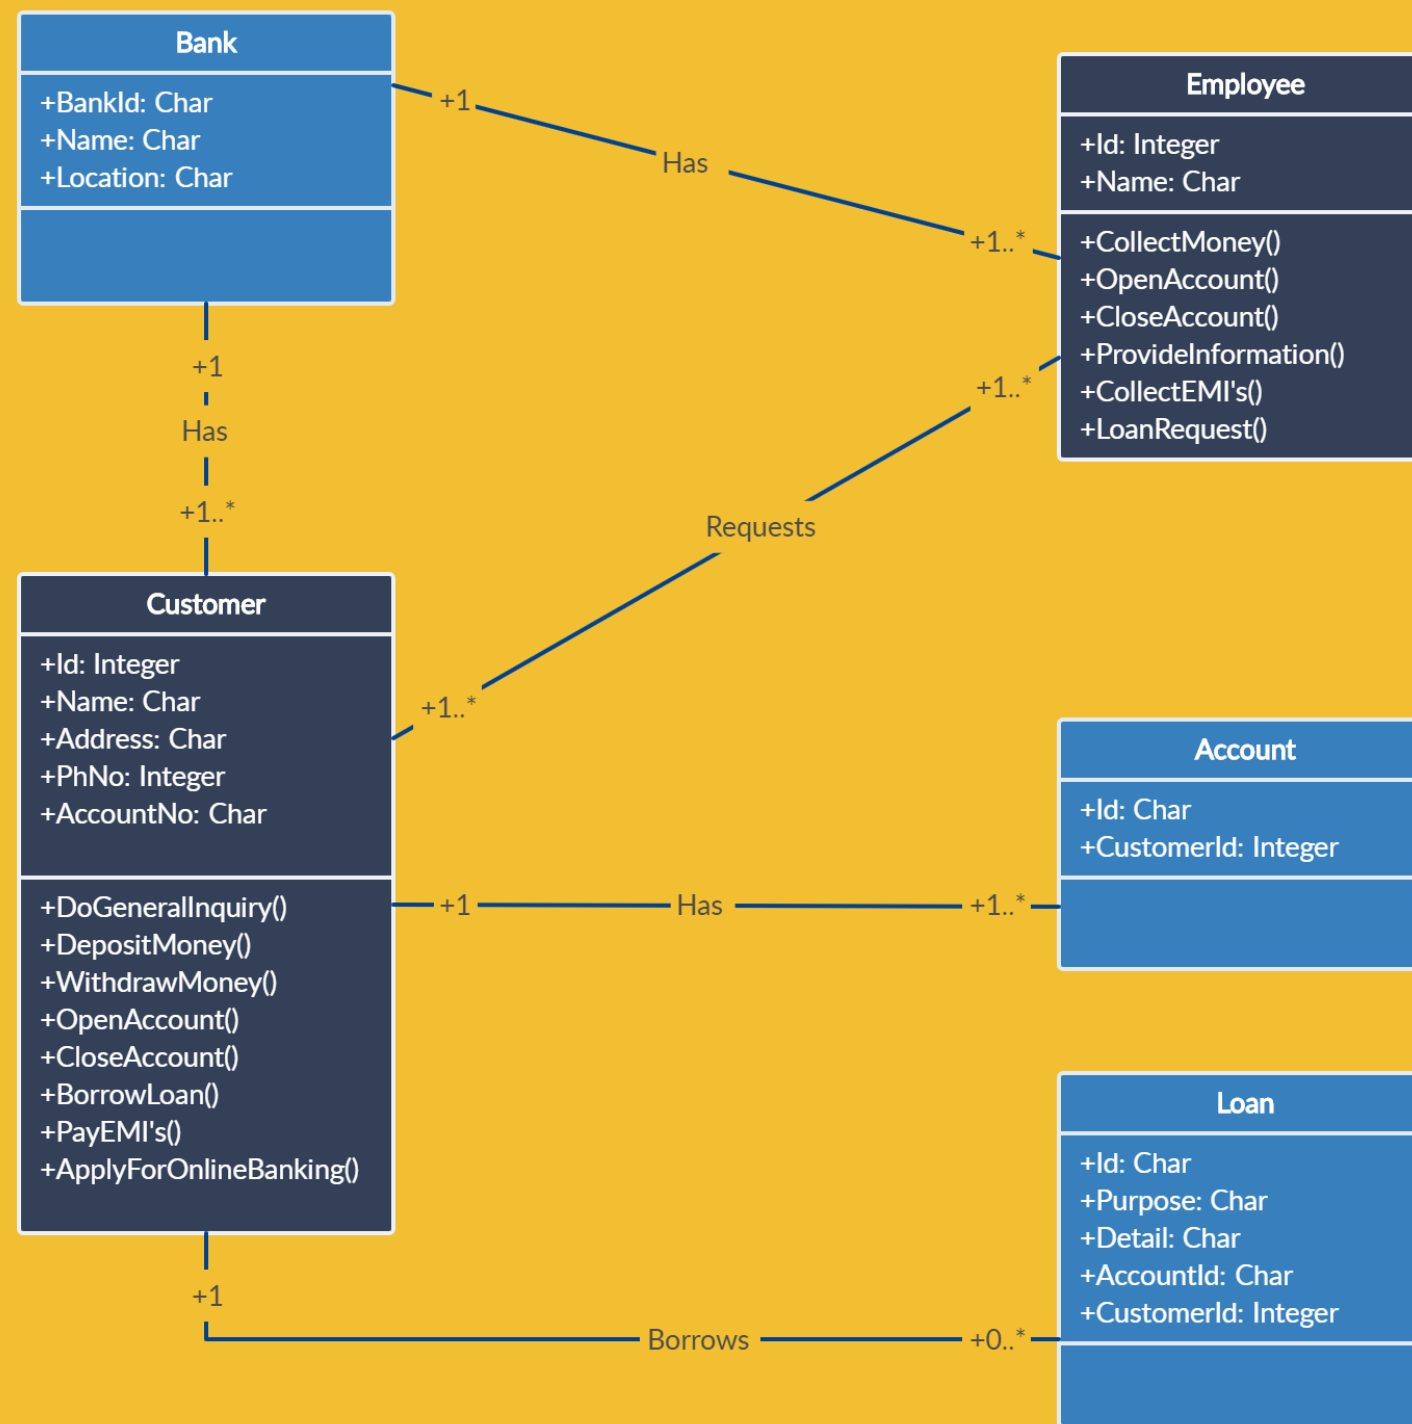 Bank
+BankId: Char
+Name: Char
+Location: Char
+1
Has
+1..*
Employee
+Id: Integer
+Name: Char
+CollectMoney()
+OpenAccount()
+CloseAccount()
+ProvideInformation()
+CollectEMI's()
+LoanRequest()
+1
Has
+1..*
+1..*
Requests
+1..*
Customer
+Id: Integer
+Name: Char
+Address: Char
+PhNo: Integer
+AccountNo: Char
+DoGeneralInquiry()
+DepositMoney()
+WithdrawMoney()
+OpenAccount()
+CloseAccount()
+BorrowLoan()
+PayEMI's()
+ApplyForOnlineBanking()
+1
Has
+1..*
Account
+Id: Char
+CustomerId: Integer
+1
Borrows
+0..*
Loan
+Id: Char
+Purpose: Char
+Detail: Char
+AccountId: Char
+CustomerId: Integer